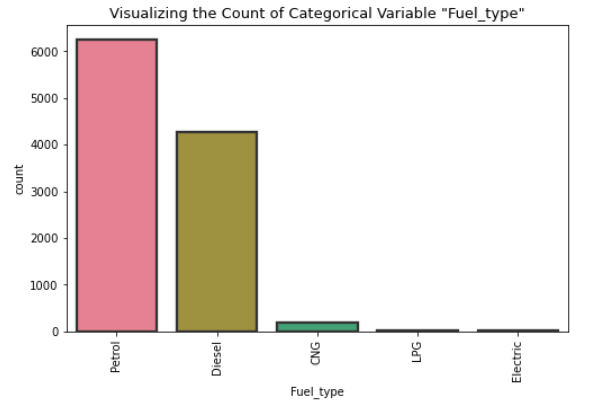 Visualizing the Count of Categorical Variable "Fuel_type"
6000
5000
4000
3000
2000
1000
0
count
Petrol
Diesel
CNG
LPG
Electric
Fuel_type